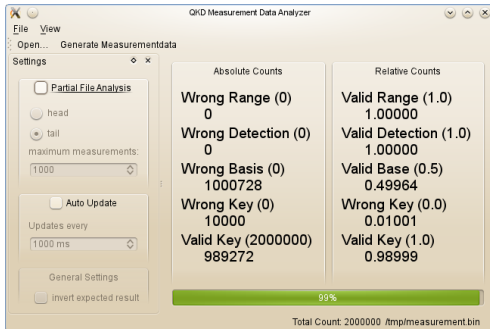 QKD Measurement Data Analyzer
File View
Open... Generate Measurementdata
Settings
Partial File Analysis
head
tail
maximum measurements:
1000
Auto Update
Updates every
1000 ms
General Settings
invert expected result
Absolute Counts
Wrong Range (0)
0
Wrong Detection (0)
0
Wrong Basis (0)
1000728
Wrong Key (0)
10000
Valid Key (2000000)
989272
Relative Counts
Valid Range (1.0)
1.00000
Valid Detection (1.0)
1.00000
Valid Base (0.5)
0.49964
Wrong Key (0.0)
0.01001
Valid Key (1.0)
0.98999
99%
Total Count: 2000000 /tmp/measurement.bin